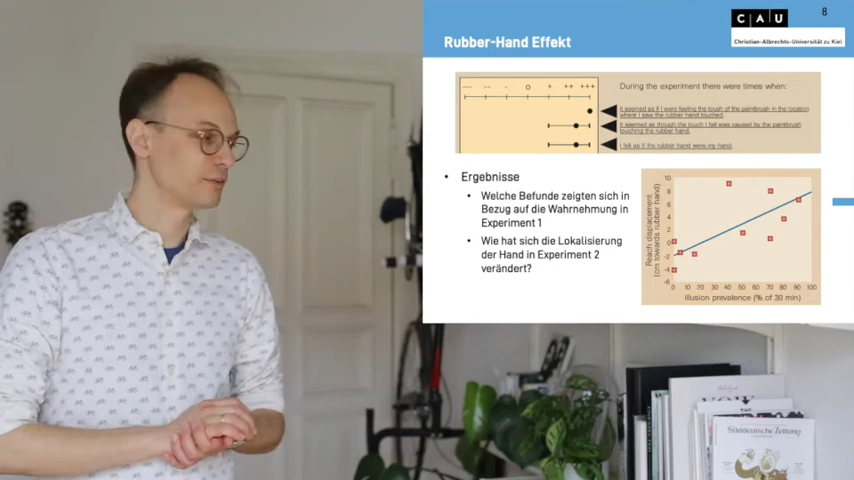 8
CAU
Christian-Albrechts-Universität zu Kiel
Rubber-Hand Effekt
--- -- - 0 + ++ +++
During the experiment there were times when:
It seemed as if I were feeling the touch of the paintbrush in the location
where I saw the rubber hand touched.
It seemed as though the touch I felt was caused by the paintbrush
touching the rubber hand.
I felt as if the rubber hand were my hand.
• Ergebnisse
• Welche Befunde zeigten sich in
Bezug auf die Wahrnehmung in
Experiment 1
• Wie hat sich die Lokalisierung
der Hand in Experiment 2
verändert?
Reach displacement
(cm towards rubber hand)
10
8
6
4
2
0
-2
-4
-6
0 10 20 30 40 50 60 70 80 90 100
Illusion prevalence (% of 30 min)
Süddeutsche Zeitung